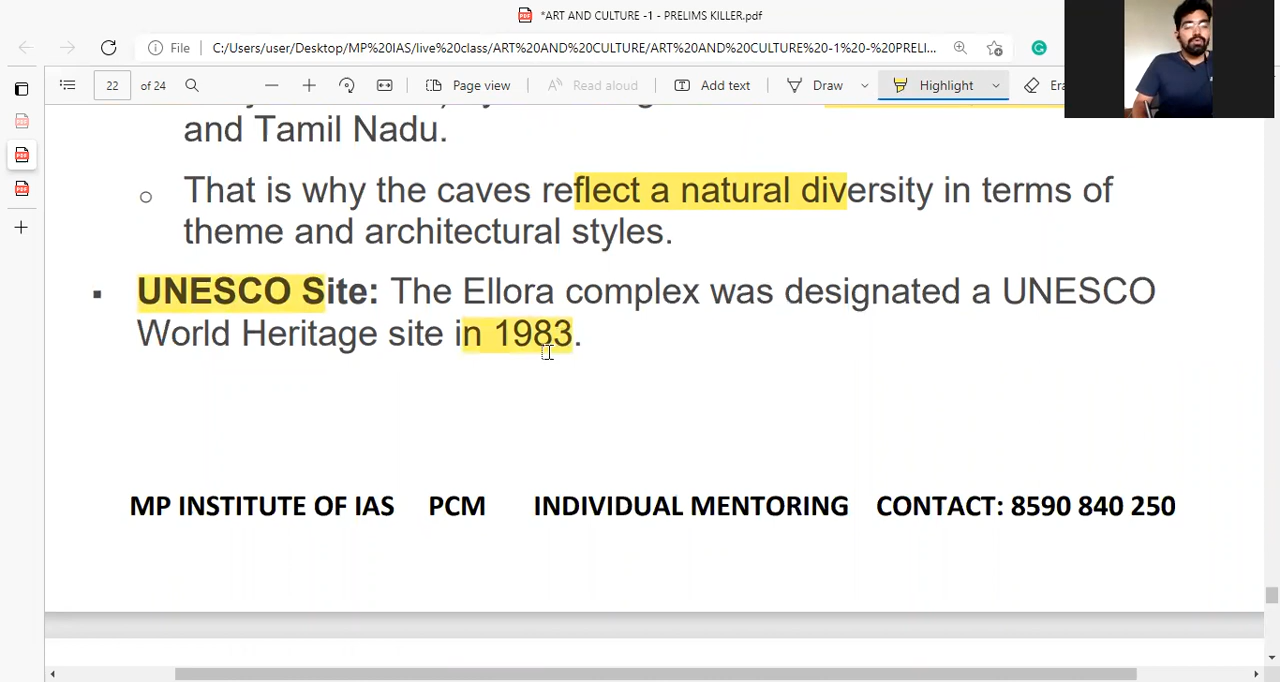 *ART AND CULTURE -1 - PRELIMS KILLER.pdf
File C:/Users/user/Desktop/MP%20IAS/live%20class/ART%20AND%20CULTURE/ART%20AND%20CULTURE%20-1%20-%20PRELI...
22 of 24 Page view Read aloud Add text Draw Highlight Era
and Tamil Nadu.
That is why the caves reflect a natural diversity in terms of
theme and architectural styles.
UNESCO Site: The Ellora complex was designated a UNESCO
World Heritage site in 1983.
MP INSTITUTE OF IAS PCM INDIVIDUAL MENTORING CONTACT: 8590 840 250